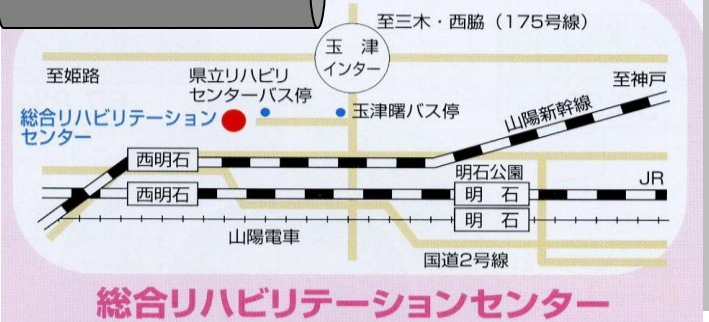 至三木・西脇（175号線）
玉 津
インター
至姫路
県立リハビリ
センターバス停
至神戸
総合リハビリテーション
センター
玉津曙バス停
山陽新幹線
西明石
明石公園
JR
西明石
明 石
明 石
山陽電車
国道2号線
総合リハビリテーションセンター